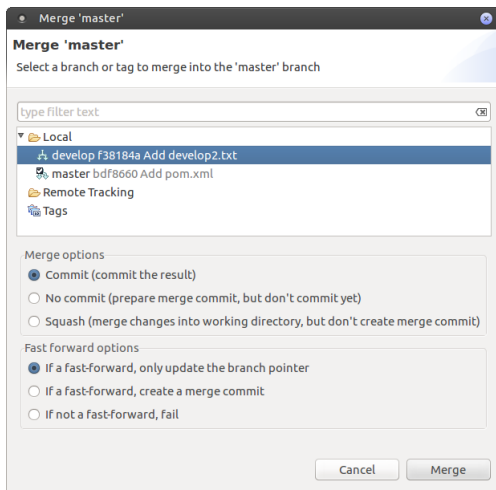 Merge 'master'
Merge 'master'
Select a branch or tag to merge into the 'master' branch
type filter text
Local
develop f38184a Add develop2.txt
master bdf8660 Add pom.xml
Remote Tracking
Tags
Merge options
Commit (commit the result)
No commit (prepare merge commit, but don't commit yet)
Squash (merge changes into working directory, but don't create merge commit)
Fast forward options
If a fast-forward, only update the branch pointer
If a fast-forward, create a merge commit
If not a fast-forward, fail
Cancel Merge